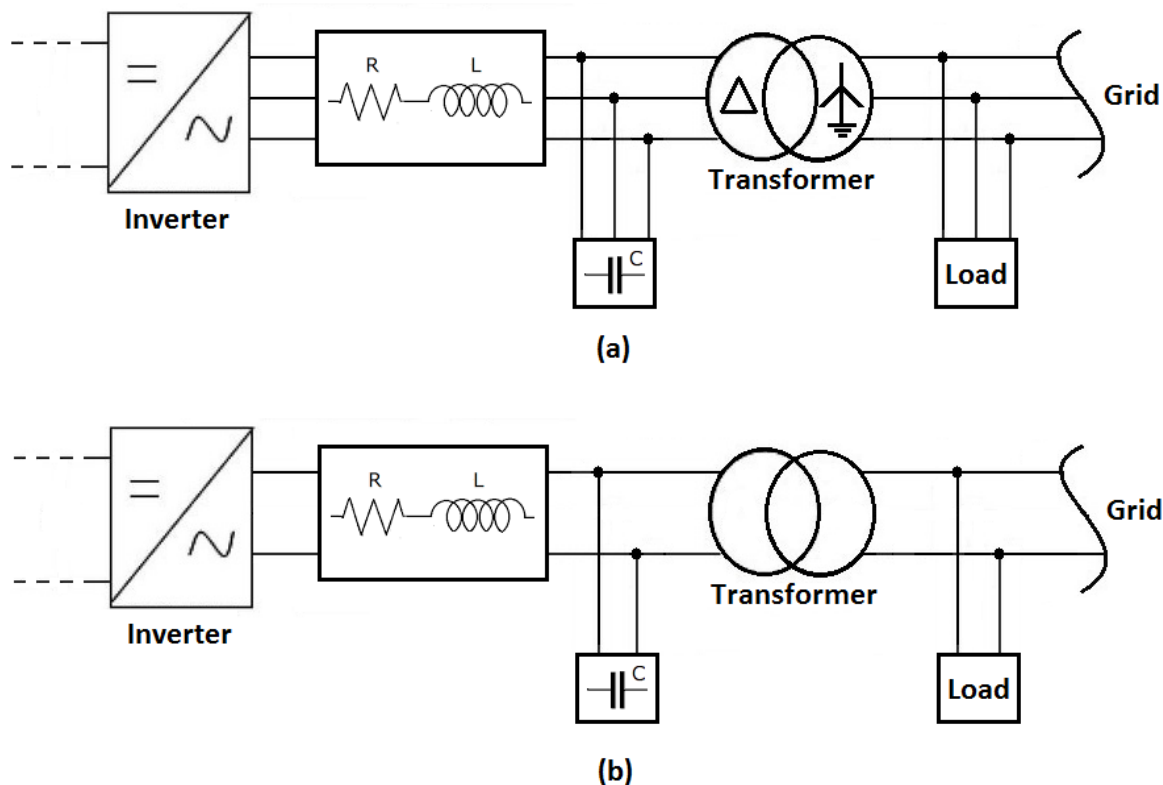 R L
Grid
Transformer
Inverter
C
Load
(a)
R L
Grid
Transformer
Inverter
C
Load
(b)